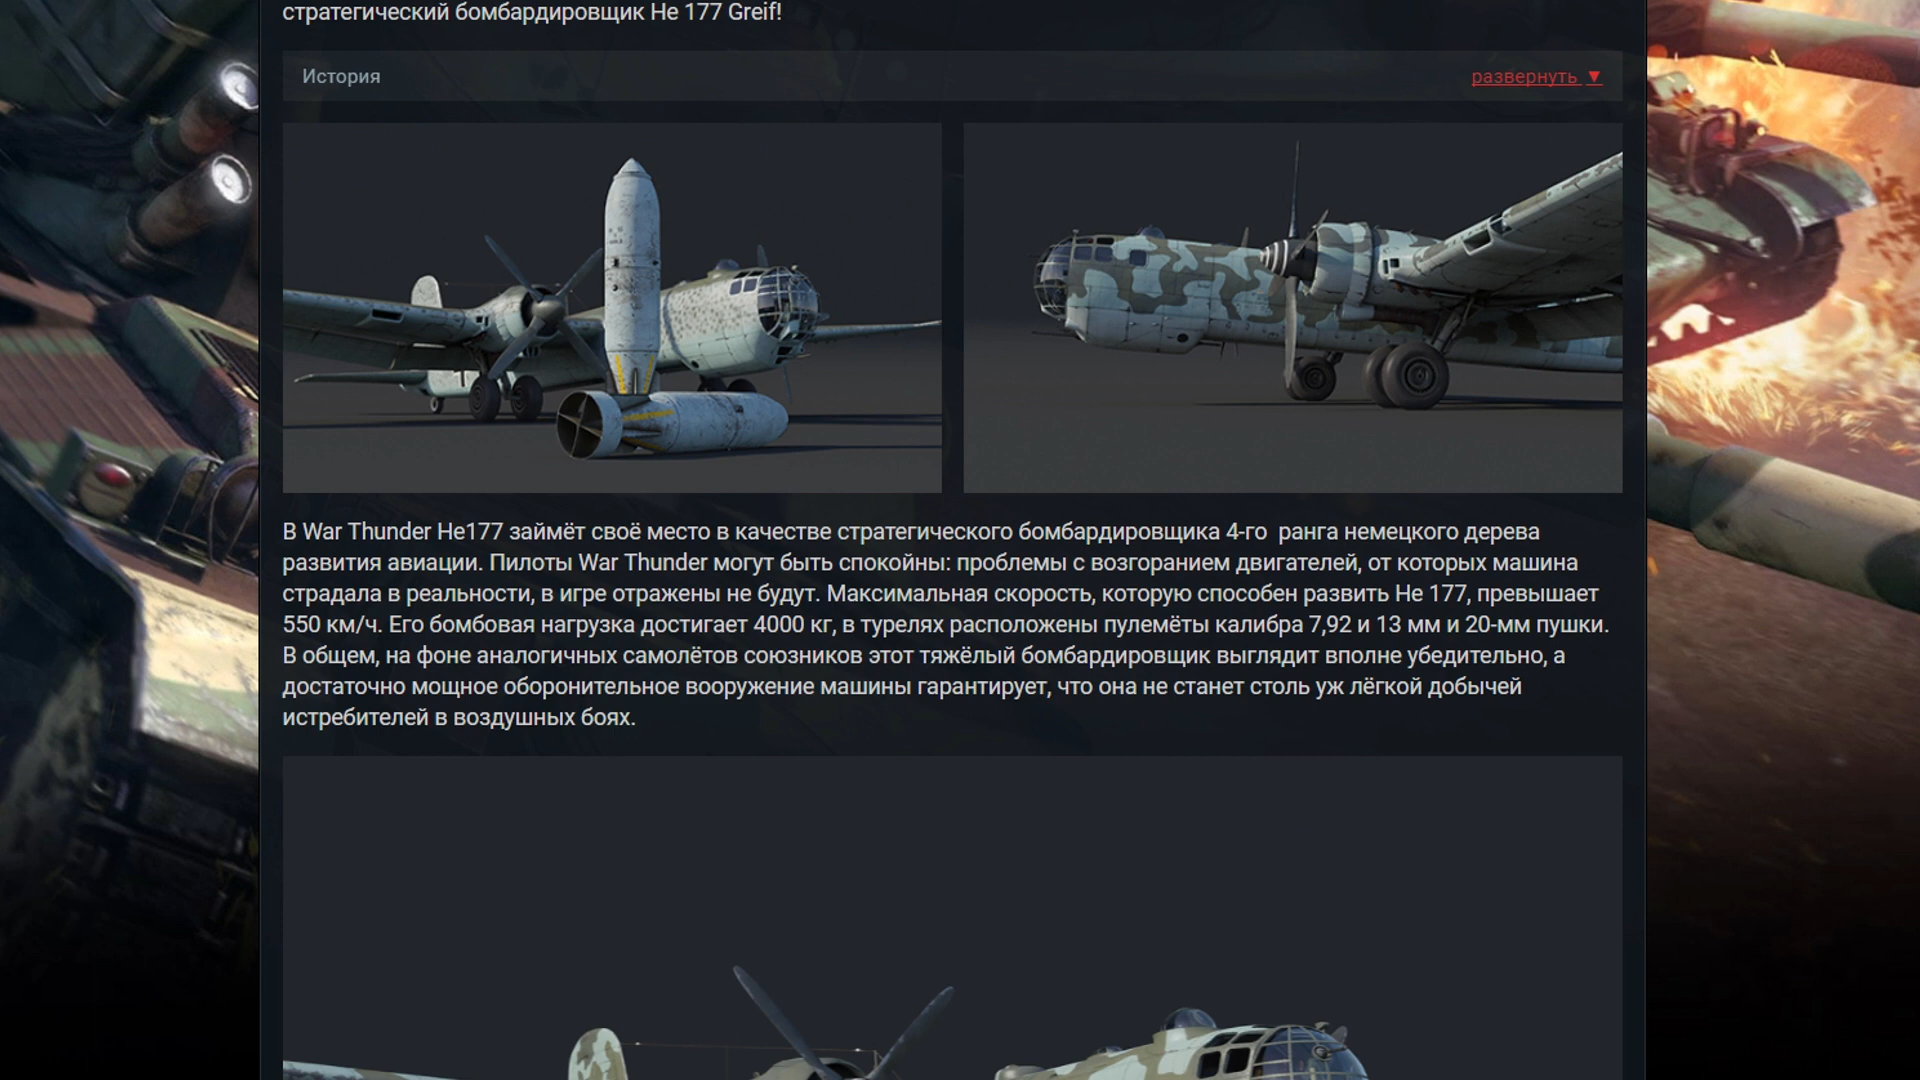 стратегический бомбардировщик He 177 Greif!
История
развернуть ▼
В War Thunder He177 займёт своё место в качестве стратегического бомбардировщика 4-го  ранга немецкого дерева
развития авиации. Пилоты War Thunder могут быть спокойны: проблемы с возгоранием двигателей, от которых машина
страдала в реальности, в игре отражены не будут. Максимальная скорость, которую способен развить He 177, превышает
550 км/ч. Его бомбовая нагрузка достигает 4000 кг, в турелях расположены пулемёты калибра 7,92 и 13 мм и 20-мм пушки.
В общем, на фоне аналогичных самолётов союзников этот тяжёлый бомбардировщик выглядит вполне убедительно, а
достаточно мощное оборонительное вооружение машины гарантирует, что она не станет столь уж лёгкой добычей
истребителей в воздушных боях.